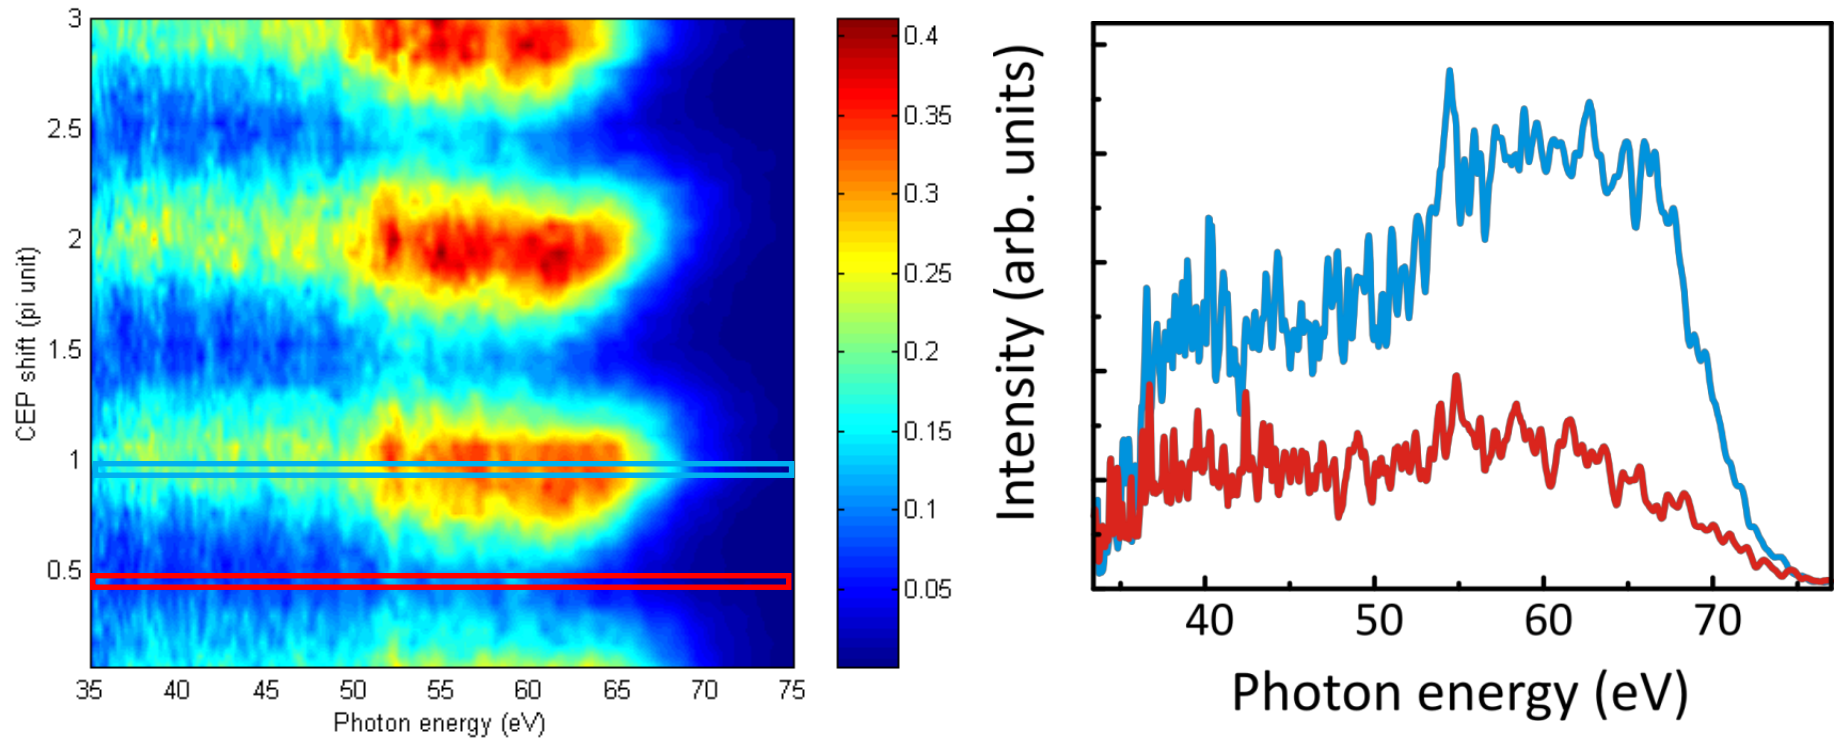 3
2.5
2
1.5
1
0.5
CEP shift (pi unit)
35 40 45 50 55 60 65 70 75
Photon energy (eV)
0.4
0.35
0.3
0.25
0.2
0.15
0.1
0.05
Intensity (arb. units)
40 50 60 70
Photon energy (eV)